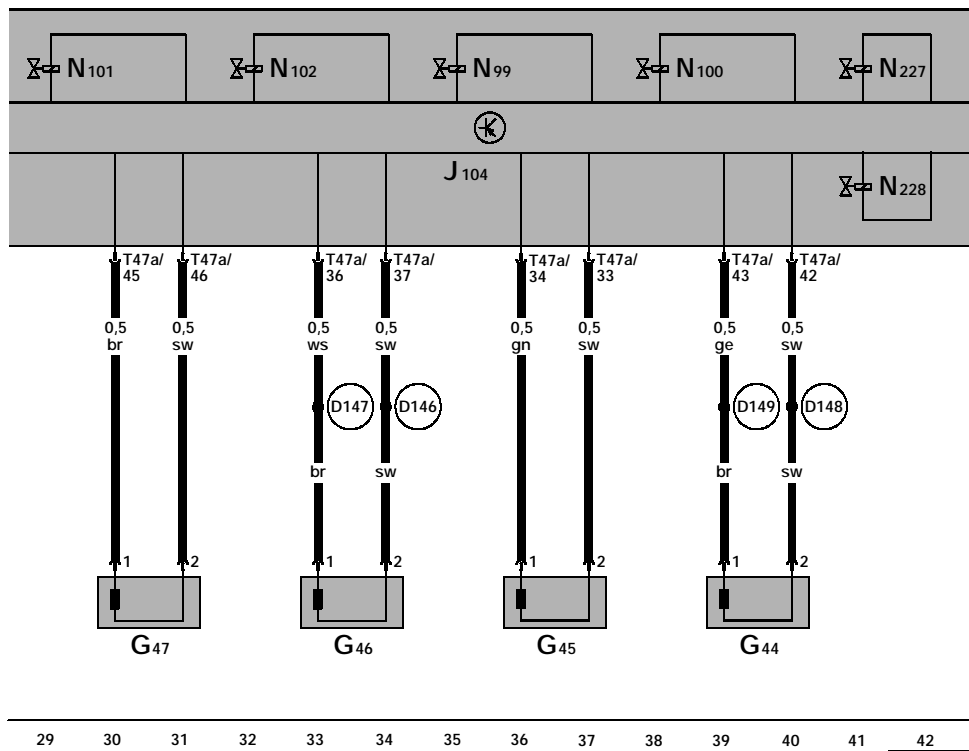 N101 N102 N99 N100 N227
J104
N228
T47a/ T47a/ T47a/ T47a/ T47a/ T47a/ T47a/ T47a/
45 46 36 37 34 33 43 42
0,5 0,5 0,5 0,5 0,5 0,5 0,5 0,5
br sw ws sw gn sw ge sw
D147 D146 D149 D148
br sw br sw
1 2 1 2 1 2 1 2
G47 G46 G45 G44
29 30 31 32 33 34 35 36 37 38 39 40 41 42